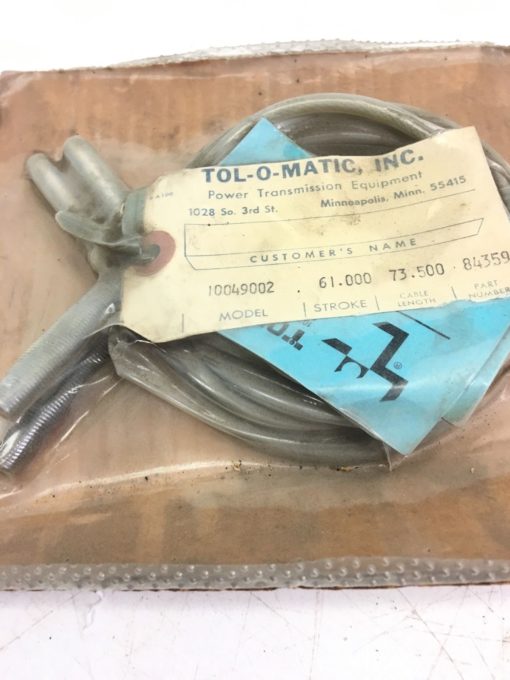 TOL-O-MATIC, INC.
Power Transmission Equipment
1028 So. 3rd St. Minneapolis, Minn. 55415
CUSTOMER'S NAME
10049002 61.000 73.500 84359
MODEL STROKE CABLE LENGTH PART NUMBER
®